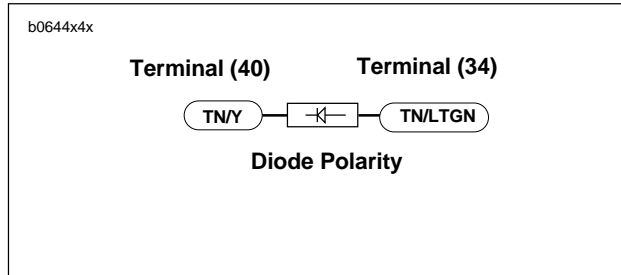 b0644x4x
Terminal (40) Terminal (34)
TN/Y TN/LTGN
Diode Polarity